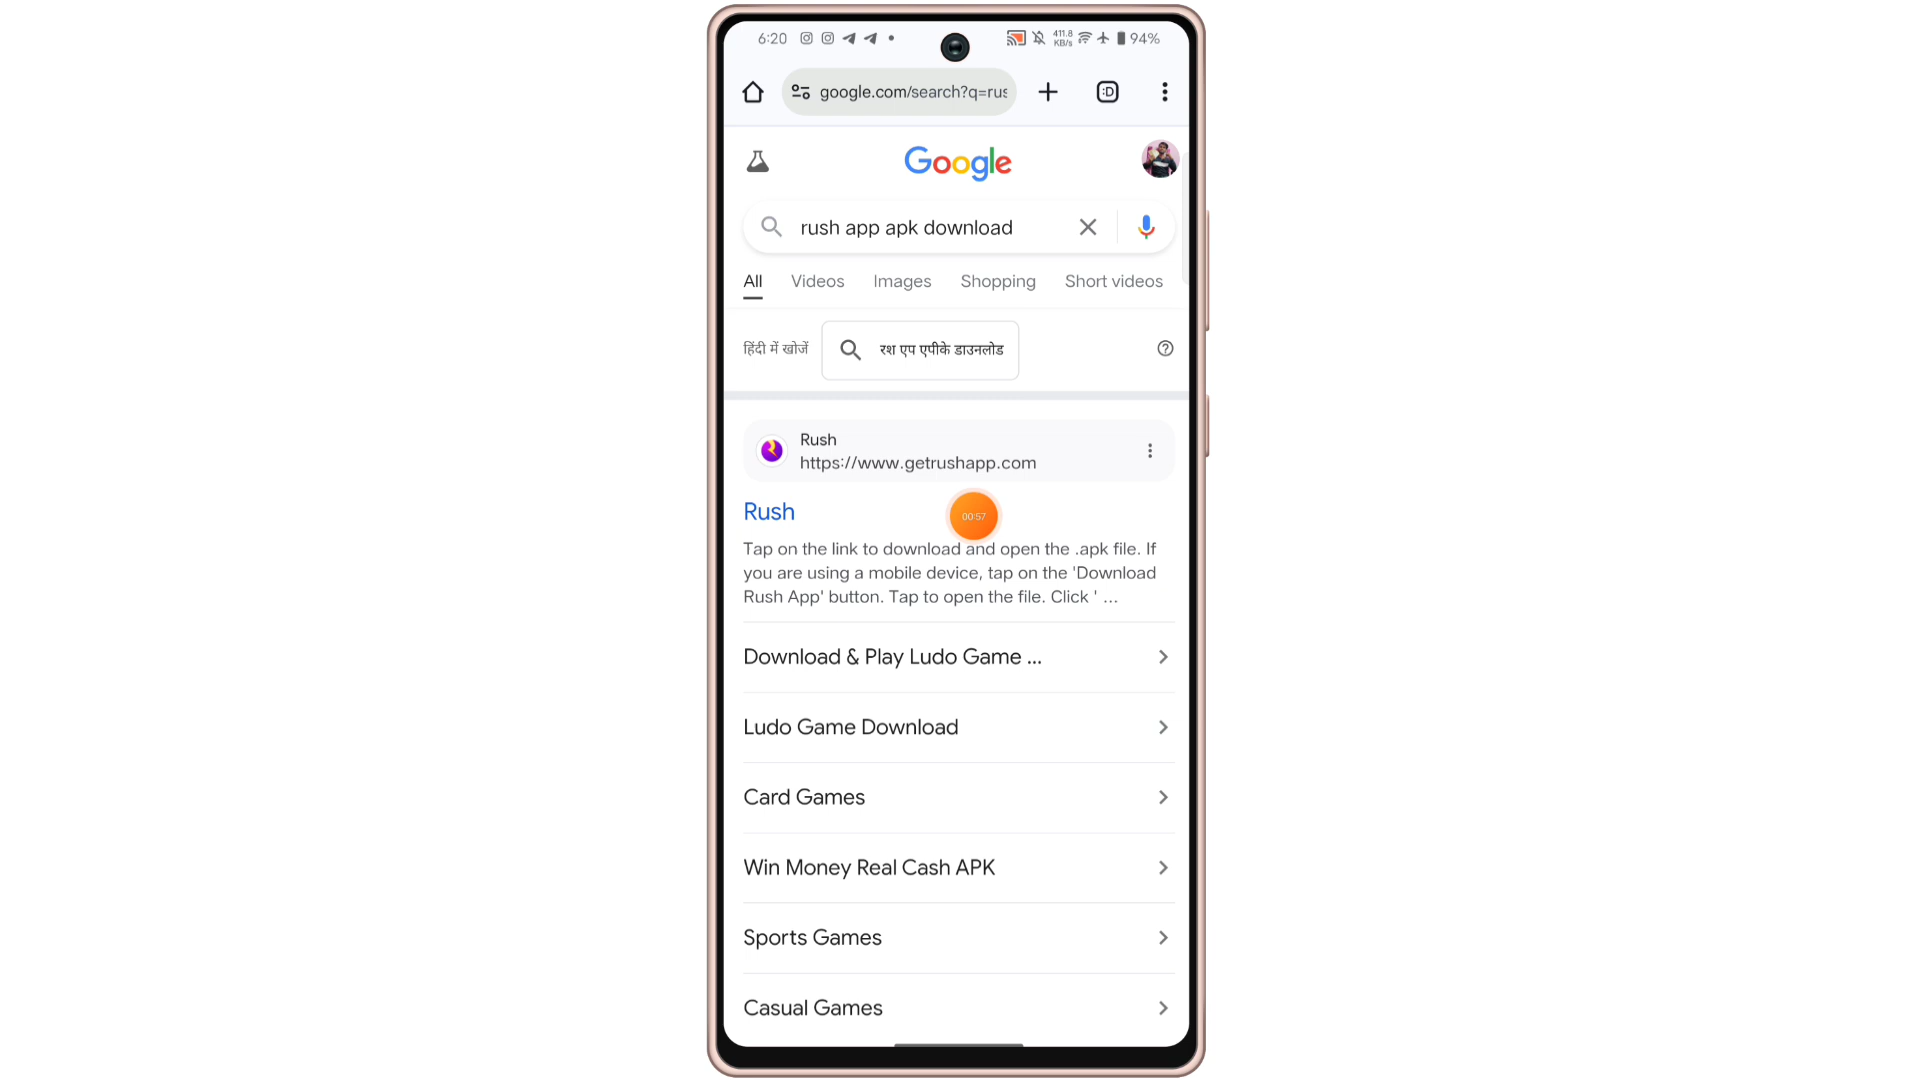 6:20
411.8
KB/s
94%
google.com/search?q=rus
:D
Google
rush app apk download
All Videos Images Shopping Short videos
हिंदी में खोजें
रश एप एपीके डाउनलोड
Rush
https://www.getrushapp.com
Rush
00:57
Tap on the link to download and open the .apk file. If
you are using a mobile device, tap on the 'Download
Rush App' button. Tap to open the file. Click ' ...
Download & Play Ludo Game ...
Ludo Game Download
Card Games
Win Money Real Cash APK
Sports Games
Casual Games